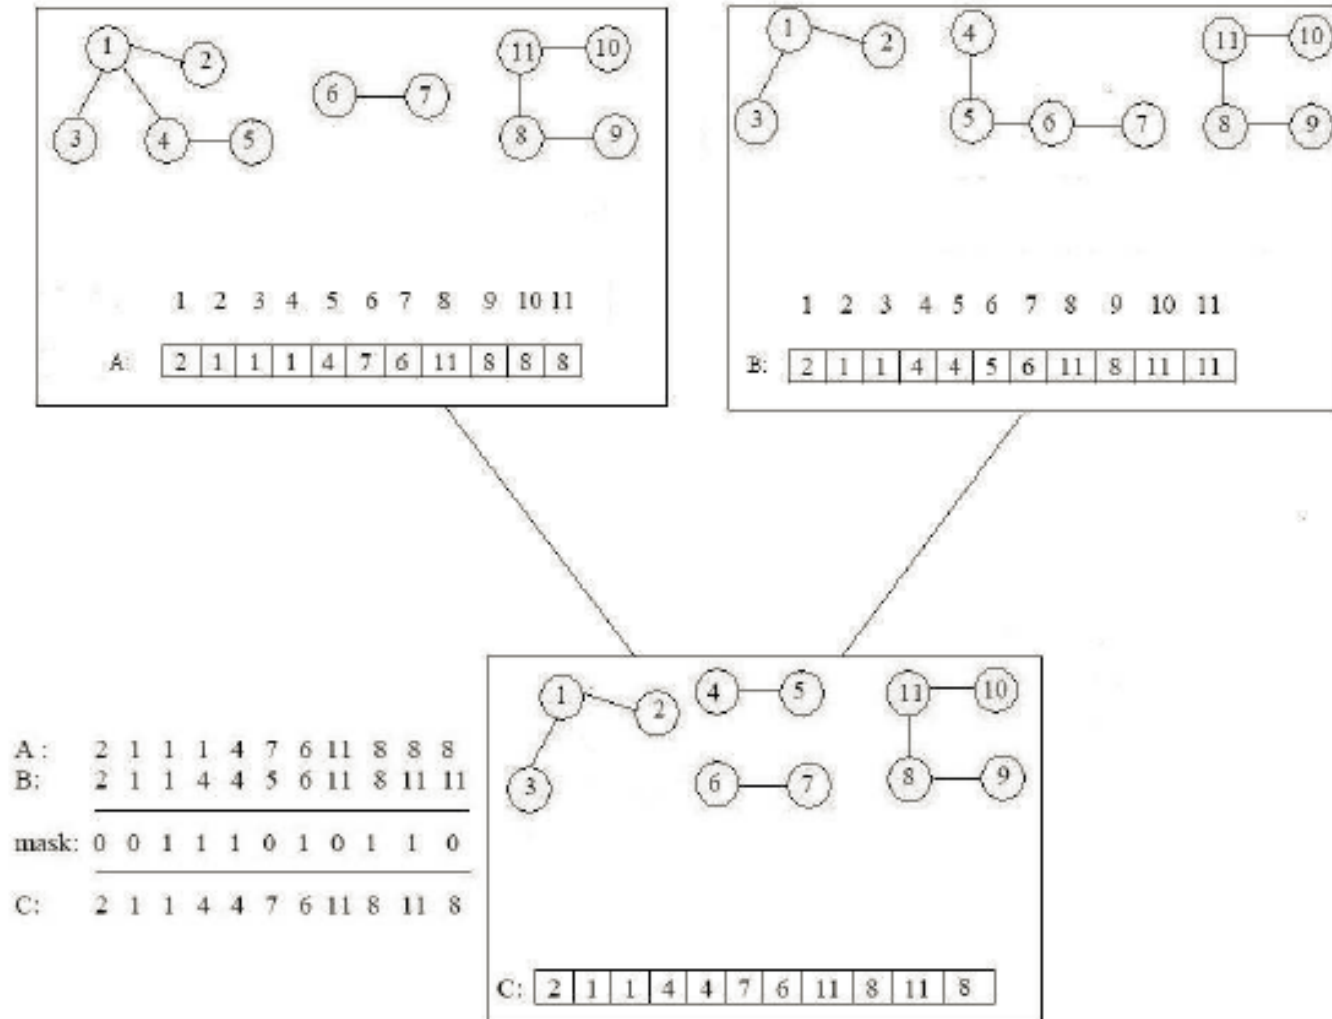 1 2 11 10
6 7
3 4 5 8 9
1 2 3 4 5 6 7 8 9 10 11
A: 2 1 1 1 4 7 6 11 8 8 8
1 2 4 11 10
3 5 6 7 8 9
1 2 3 4 5 6 7 8 9 10 11
B: 2 1 1 4 4 5 6 11 8 11 11
A : 2 1 1 1 4 7 6 11 8 8 8
B: 2 1 1 4 4 5 6 11 8 11 11
mask: 0 0 1 1 1 0 1 0 1 1 0
C: 2 1 1 4 4 7 6 11 8 11 8
1 2 4 5 11 10
3 6 7 8 9
C: 2 1 1 4 4 7 6 11 8 11 8